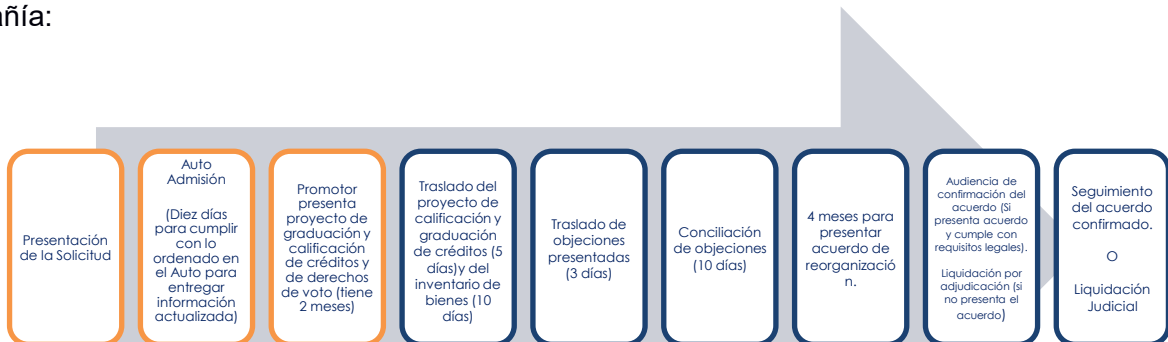 añía:
Presentación
de la Solicitud
Auto
Admisión
(Diez días
para cumplir
con lo
ordenado en
el Auto para
entregar
información
actualizada)
Promotor
presenta
proyecto de
graduación y
calificación
de créditos y
de derechos
de voto (tiene
2 meses)
Traslado del
proyecto de
calificación y
graduación
de créditos (5
días)y del
inventario de
bienes (10
días)
Traslado de
objeciones
presentadas
(3 días)
Conciliación
de objeciones
(10 días)
4 meses para
presentar
acuerdo de
reorganizació
n.
Audiencia de
confirmación del
acuerdo (Si
presenta acuerdo
y cumple con
requisitos legales).
Liquidación por
adjudicación (si
no presenta el
acuerdo)
Seguimiento
del acuerdo
confirmado.
O
Liquidación
Judicial